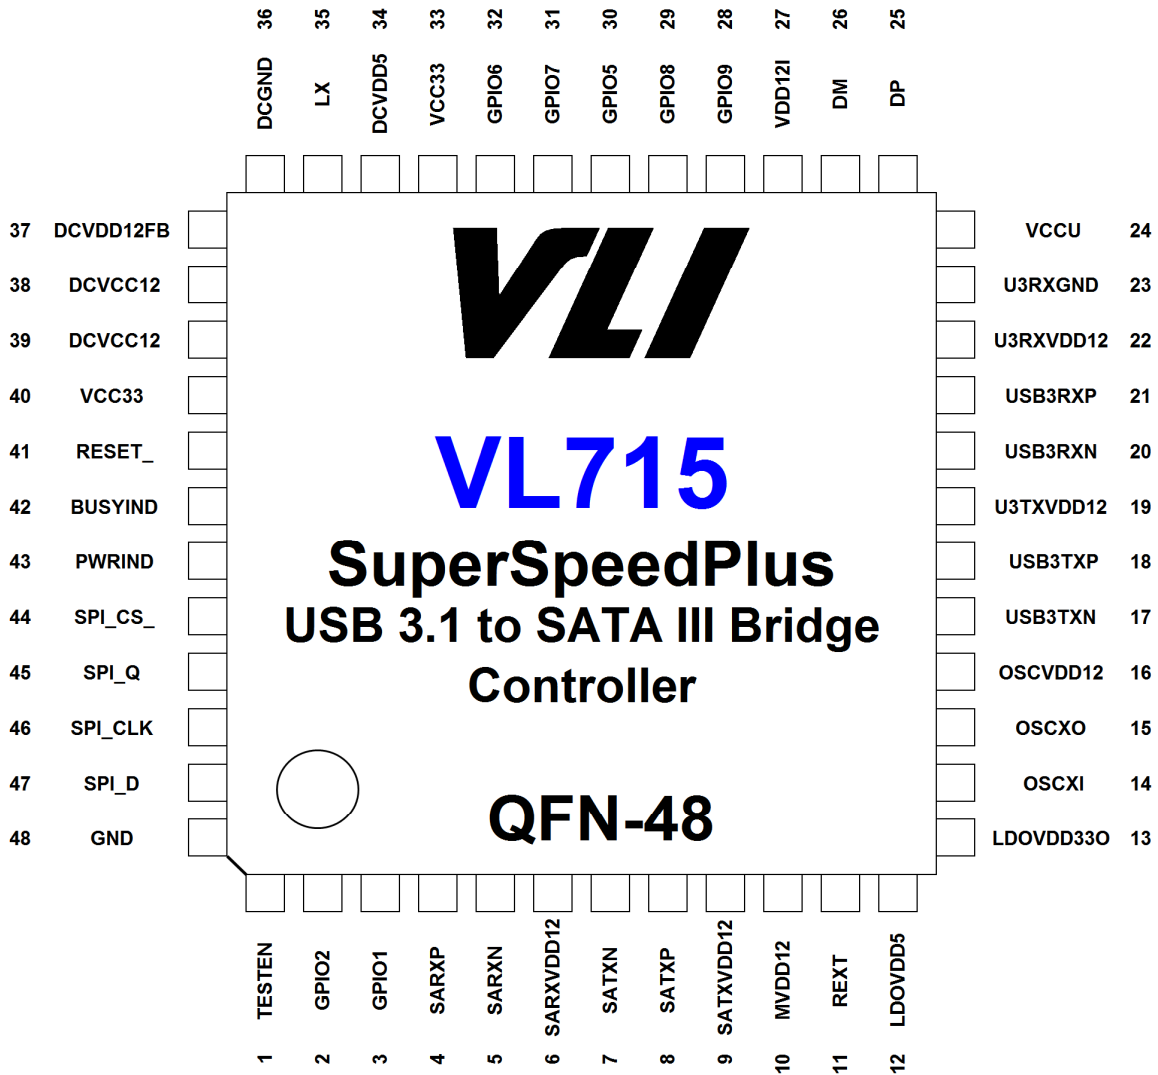 36 35 34 33 32 31 30 29 28 27 26 25
DCGND LX DCVDD5 VCC33 GPIO6 GPIO7 GPIO5 GPIO8 GPIO9 VDD12I DM DP
37 DCVDD12FB
38 DCVCC12
39 DCVCC12
40 VCC33
41 RESET_
42 BUSYIND
43 PWRIND
44 SPI_CS_
45 SPI_Q
46 SPI_CLK
47 SPI_D
48 GND
VLI
VL715
SuperSpeedPlus
USB 3.1 to SATA III Bridge
Controller
QFN-48
VCCU 24
U3RXGND 23
U3RXVDD12 22
USB3RXP 21
USB3RXN 20
U3TXVDD12 19
USB3TXP 18
USB3TXN 17
OSCVDD12 16
OSCXO 15
OSCXI 14
LDOVDD33O 13
TESTEN GPIO2 GPIO1 SARXP SARXN SARXVDD12 SATXN SATXP SATXVDD12 MVDD12 REXT LDOVDD5
1 2 3 4 5 6 7 8 9 10 11 12